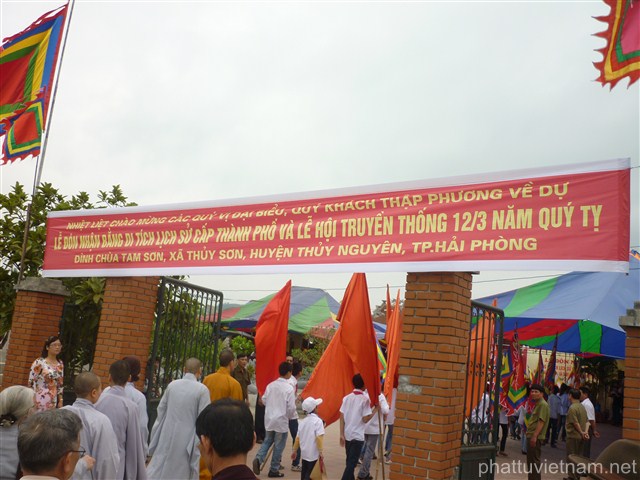 NHIỆT LIỆT CHÀO MỪNG CÁC QUÝ VỊ ĐẠI BIỂU, QUÝ KHÁCH THẬP PHƯƠNG VỀ DỰ
LỄ ĐÓN NHẬN BẰNG DI TÍCH LỊCH SỬ CẤP THÀNH PHỐ VÀ LỄ HỘI TRUYỀN THỐNG 12/3 NĂM QUÝ TỴ
ĐÌNH CHÙA TAM SƠN, XÃ THỦY SƠN, HUYỆN THỦY NGUYÊN, TP.HẢI PHÒNG
phattuvietnam.net